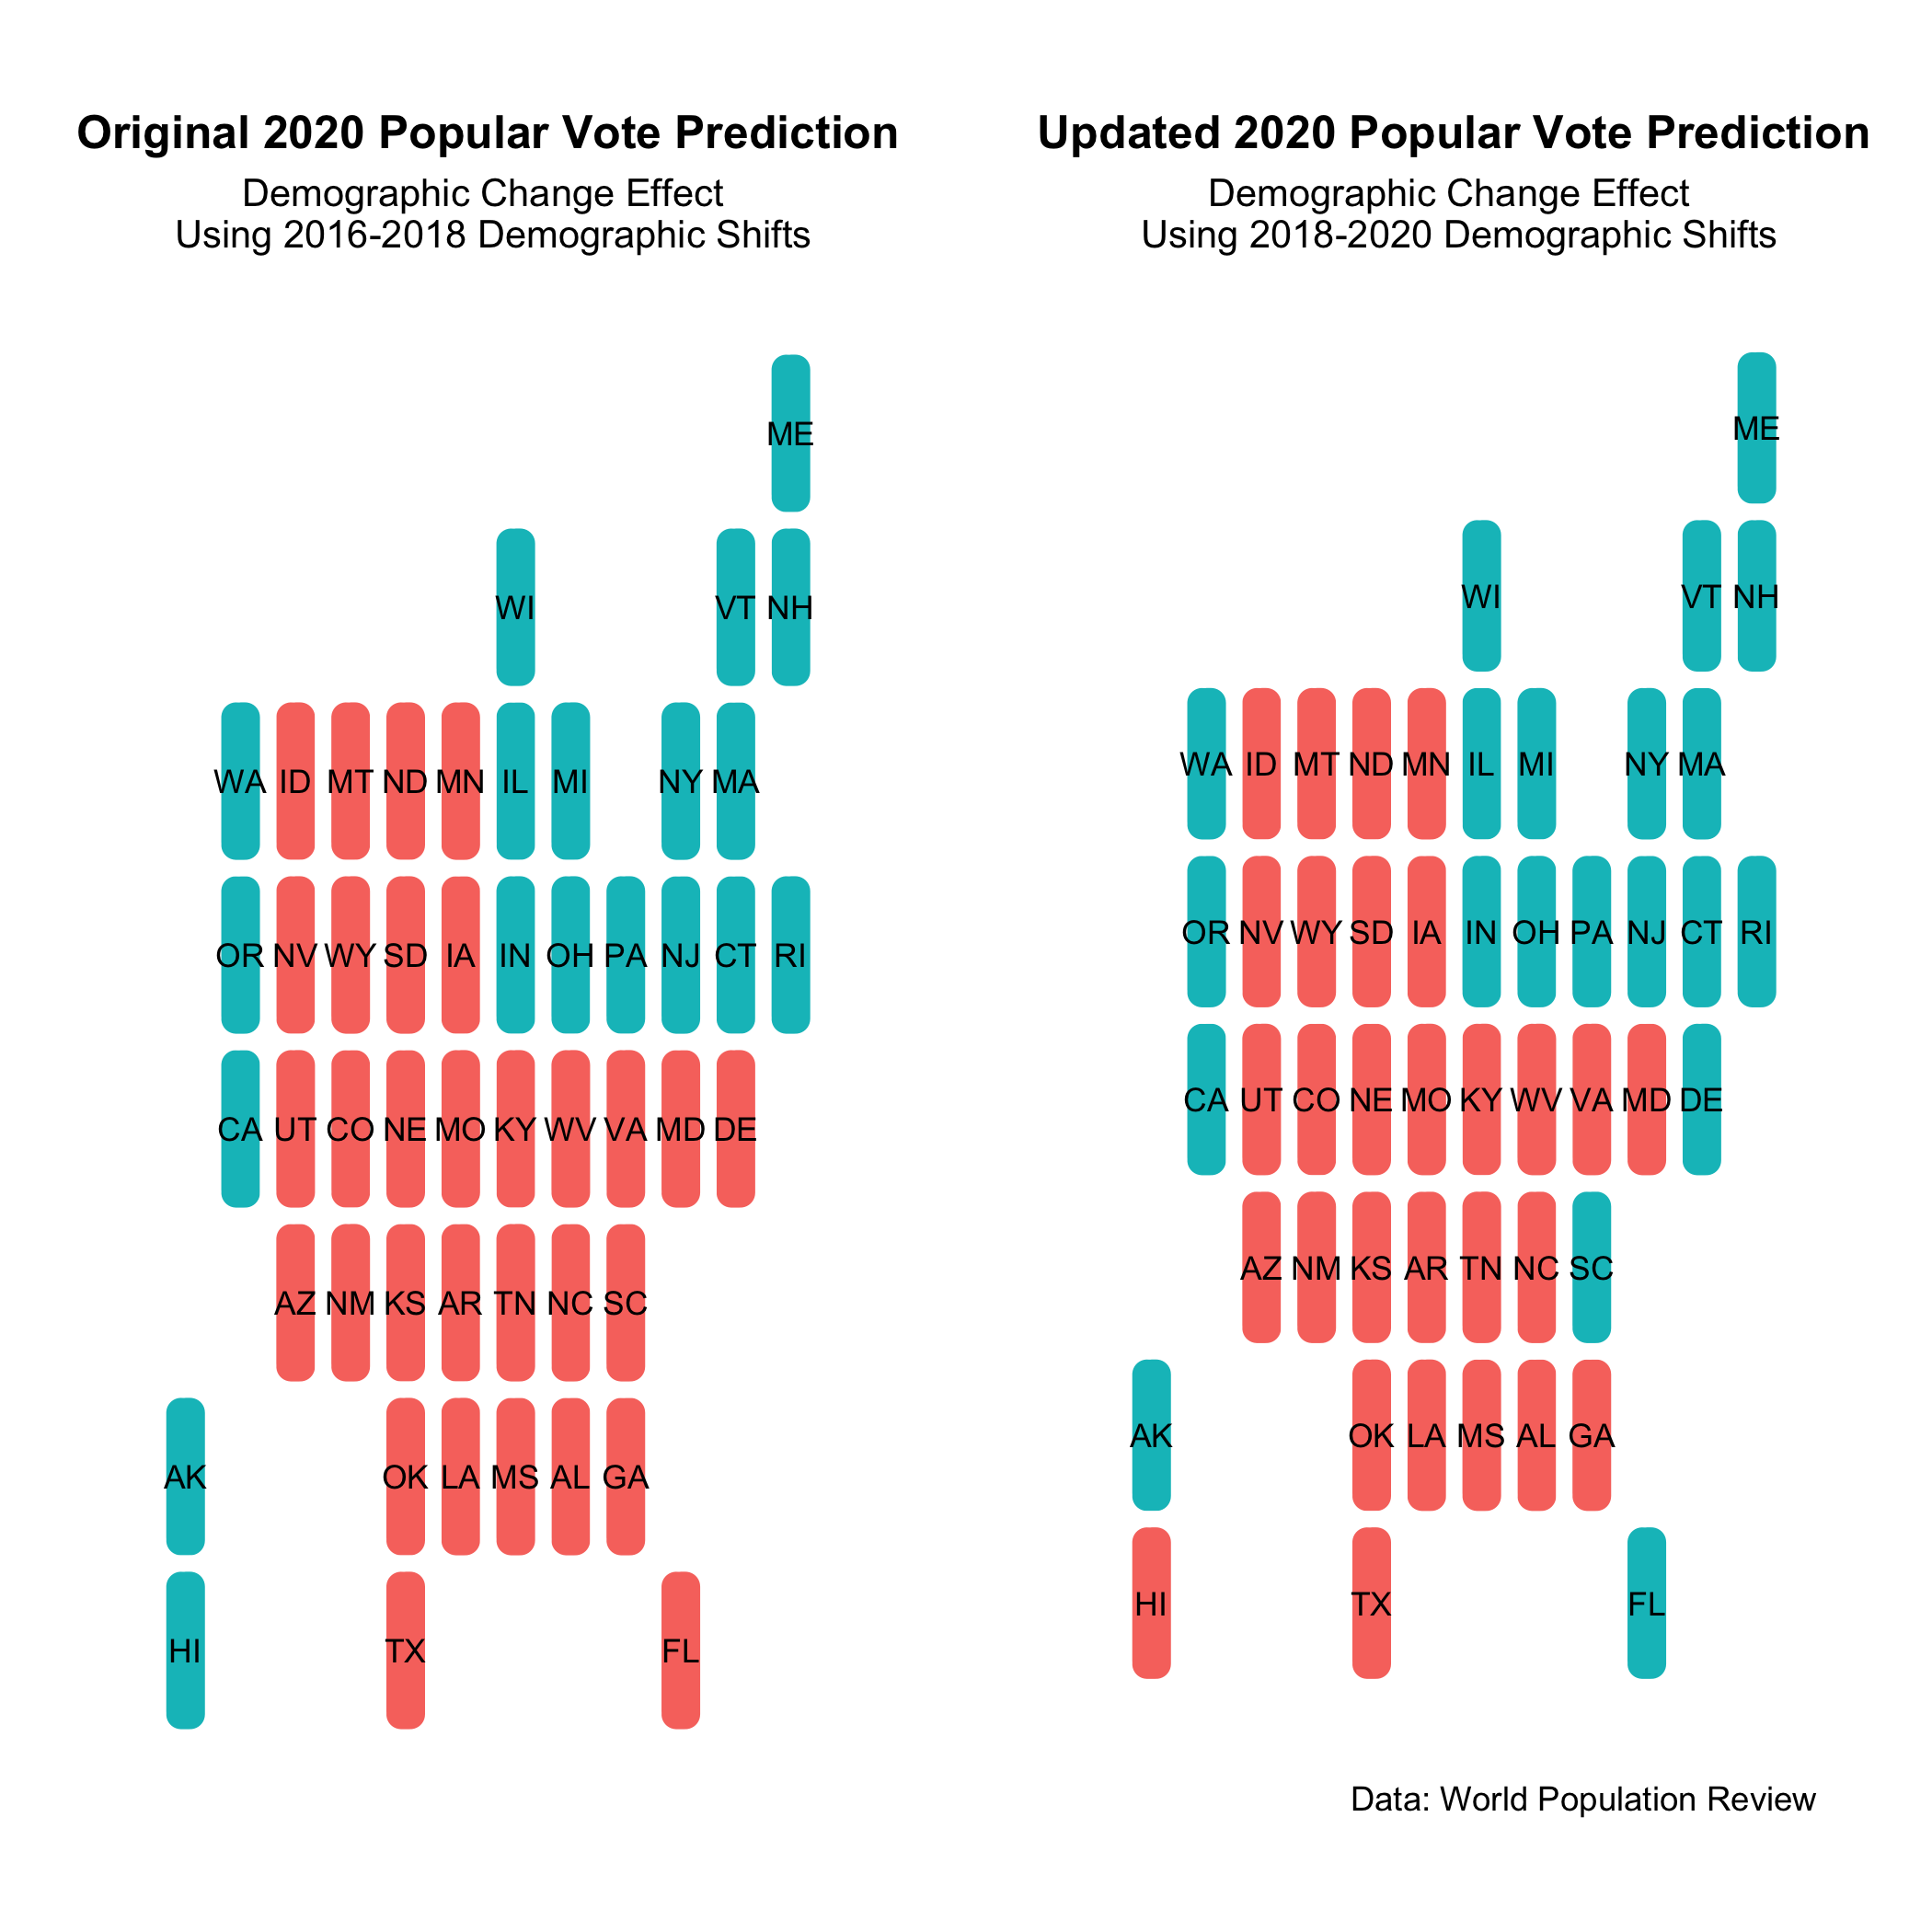 Original 2020 Popular Vote Prediction
Demographic Change Effect
Using 2016-2018 Demographic Shifts
ME
WI VT NH
WA ID MT ND MN IL MI NY MA
OR NV WY SD IA IN OH PA NJ CT RI
CA UT CO NE MO KY WV VA MD DE
AZ NM KS AR TN NC SC
AK OK LA MS AL GA
HI TX FL
Updated 2020 Popular Vote Prediction
Demographic Change Effect
Using 2018-2020 Demographic Shifts
ME
WI VT NH
WA ID MT ND MN IL MI NY MA
OR NV WY SD IA IN OH PA NJ CT RI
CA UT CO NE MO KY WV VA MD DE
AZ NM KS AR TN NC SC
AK OK LA MS AL GA
HI TX FL
Data: World Population Review